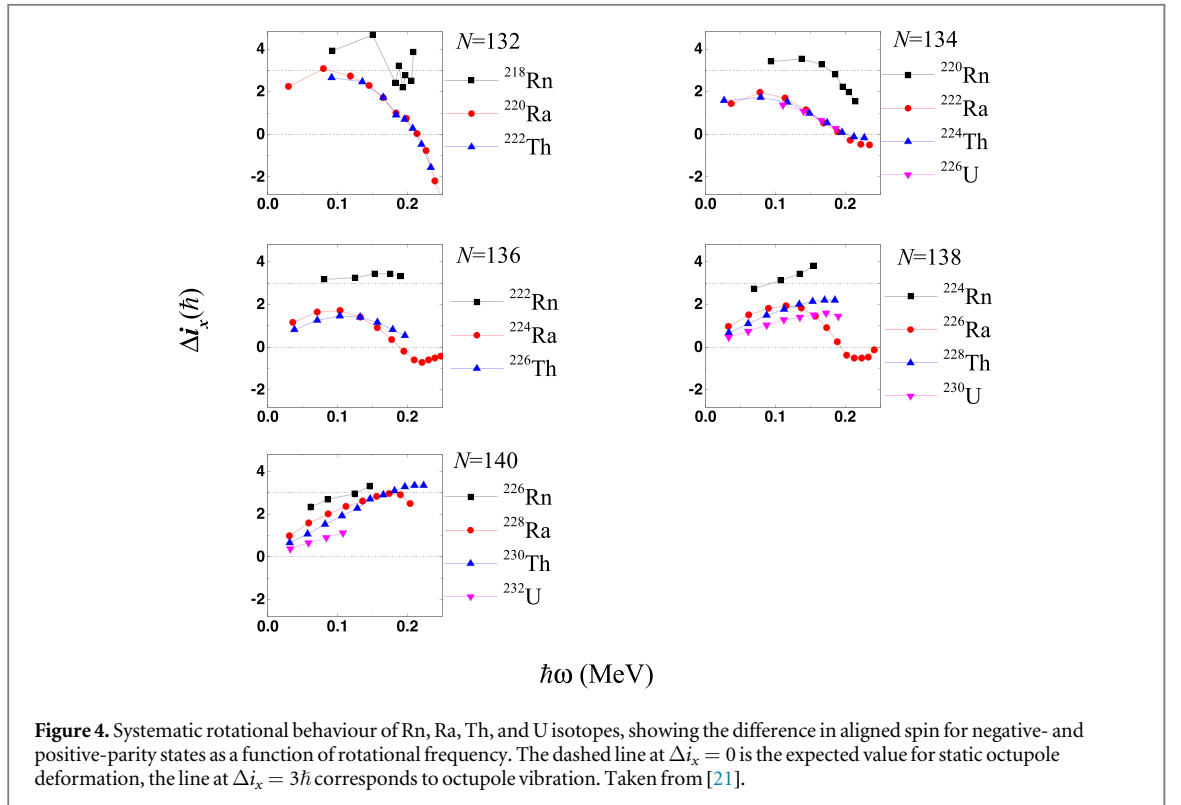 N=132
4
2
0
-2
0.0
0.1
0.2
218Rn
220Ra
222Th
N=134
4
2
0
-2
0.0
0.1
0.2
220Rn
222Ra
224Th
226U
N=136
4
2
0
-2
0.0
0.1
0.2
222Rn
224Ra
226Th
N=138
4
2
0
-2
0.0
0.1
0.2
224Rn
226Ra
228Th
230U
Δix(ħ)
N=140
4
2
0
-2
0.0
0.1
0.2
226Rn
228Ra
230Th
232U
ħω (MeV)
Figure 4. Systematic rotational behaviour of Rn, Ra, Th, and U isotopes, showing the difference in aligned spin for negative- and
positive-parity states as a function of rotational frequency. The dashed line at Δix = 0 is the expected value for static octupole
deformation, the line at Δix = 3ħ corresponds to octupole vibration. Taken from [21].